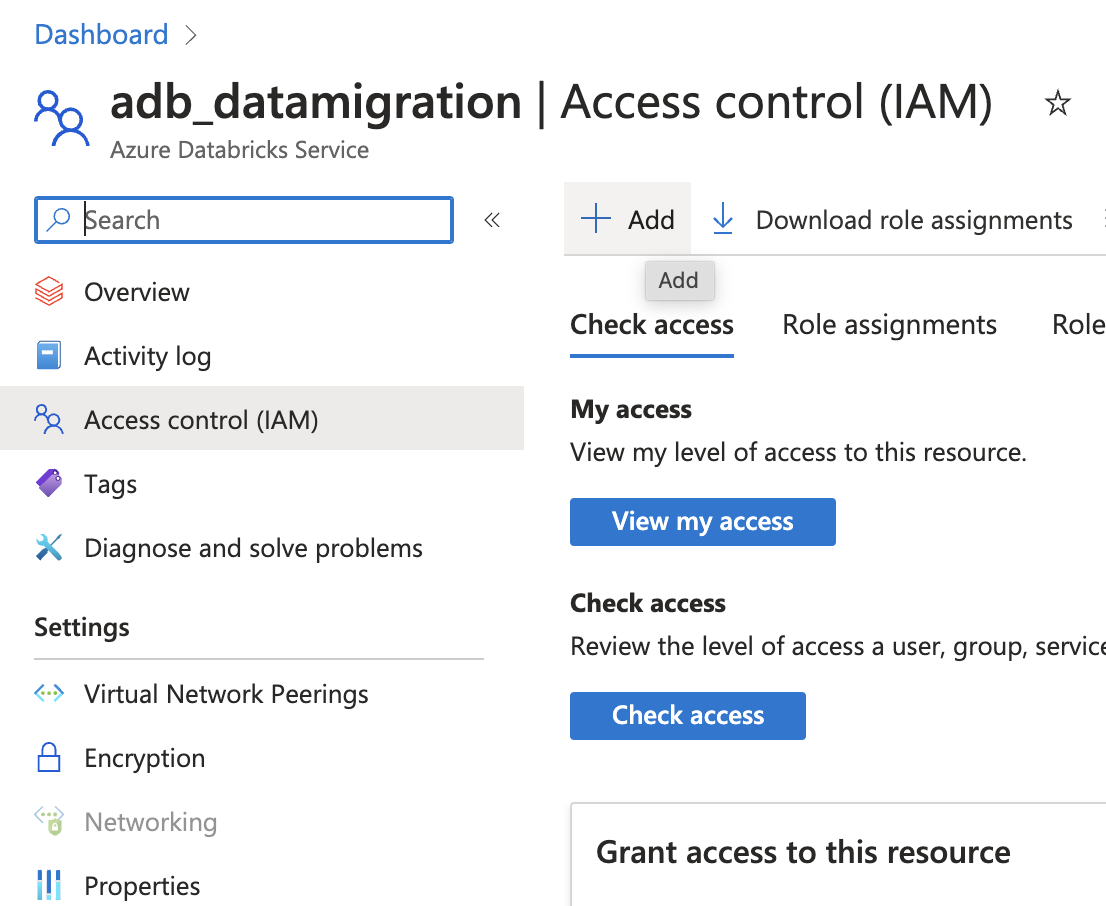 Dashboard
adb_datamigration | Access control (IAM)
Azure Databricks Service
Search
Overview
Activity log
Access control (IAM)
Tags
Diagnose and solve problems
Settings
Virtual Network Peerings
Encryption
Networking
Properties
Add
Download role assignments
Add
Check access
Role assignments
Role
My access
View my level of access to this resource.
View my access
Check access
Review the level of access a user, group, service
Check access
Grant access to this resource